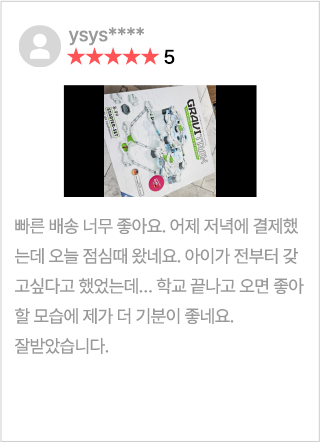 ysys****
★★★★★ 5
GRAVITRAX
STARTER-SET
빠른 배송 너무 좋아요. 어제 저녁에 결제했
는데 오늘 점심때 왔네요. 아이가 전부터 갖
고싶다고 했었는데... 학교 끝나고 오면 좋아
할 모습에 제가 더 기분이 좋네요.
잘받았습니다.